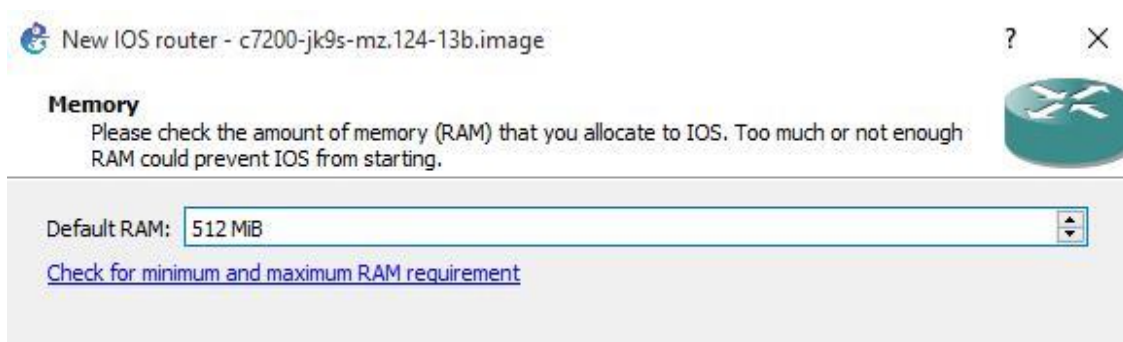 New IOS router - c7200-jk9s-mz.124-13b.image ?
Memory
Please check the amount of memory (RAM) that you allocate to IOS. Too much or not enough
RAM could prevent IOS from starting.
Default RAM: 512 MiB
Check for minimum and maximum RAM requirement